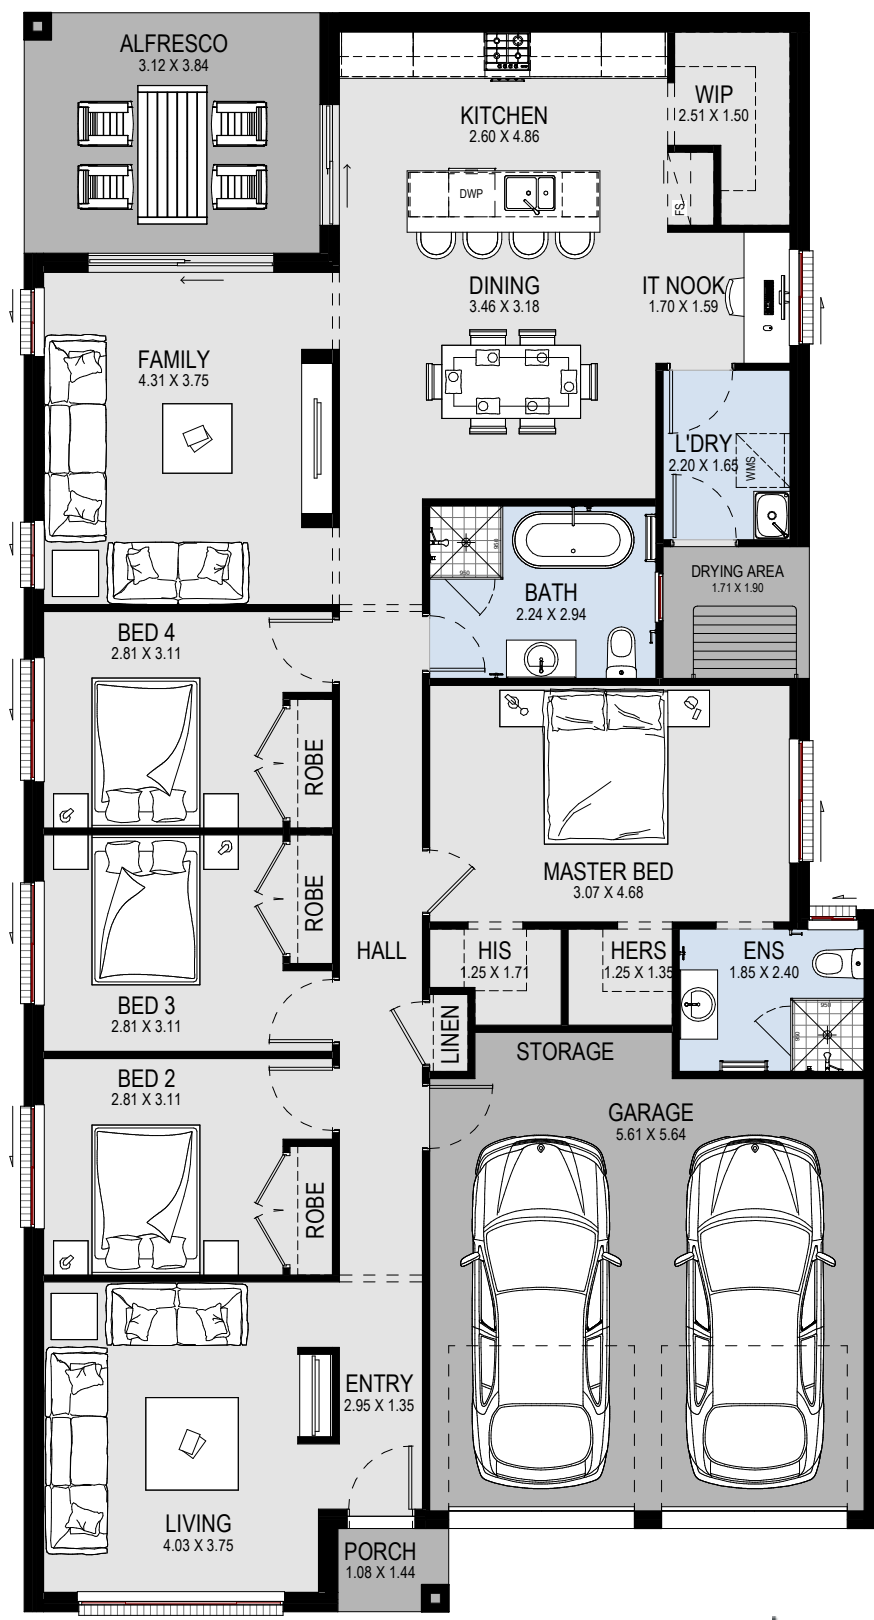 ALFRESCO
3.12 X 3.84
KITCHEN
2.60 X 4.86
WIP
2.51 X 1.50
DWP
FS
DINING
3.46 X 3.18
IT NOOK
1.70 X 1.59
FAMILY
4.31 X 3.75
L'DRY
2.20 X 1.65
WMS
950
950
BATH
2.24 X 2.94
DRYING AREA
1.71 X 1.90
BED 4
2.81 X 3.11
ROBE
MASTER BED
3.07 X 4.68
ROBE
BED 3
2.81 X 3.11
HALL
HIS
1.25 X 1.71
HERS
1.25 X 1.35
ENS
1.85 X 2.40
950
LINEN
STORAGE
BED 2
2.81 X 3.11
GARAGE
5.61 X 5.64
ROBE
ENTRY
2.95 X 1.35
LIVING
4.03 X 3.75
PORCH
1.08 X 1.44